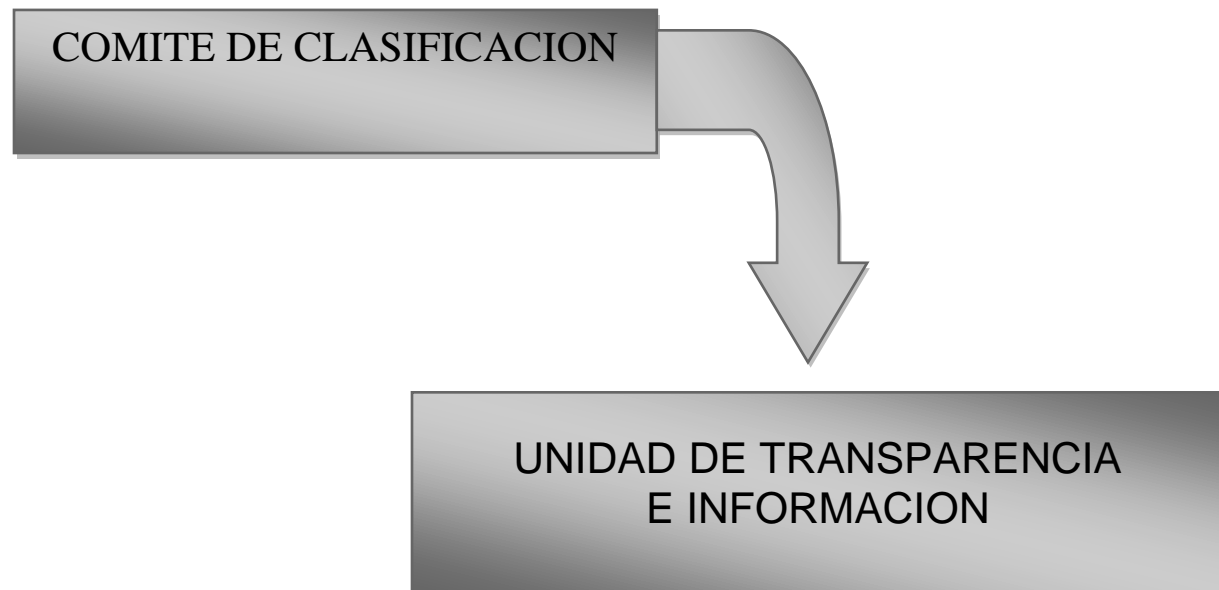 COMITE DE CLASIFICACION
UNIDAD DE TRANSPARENCIA
E INFORMACION